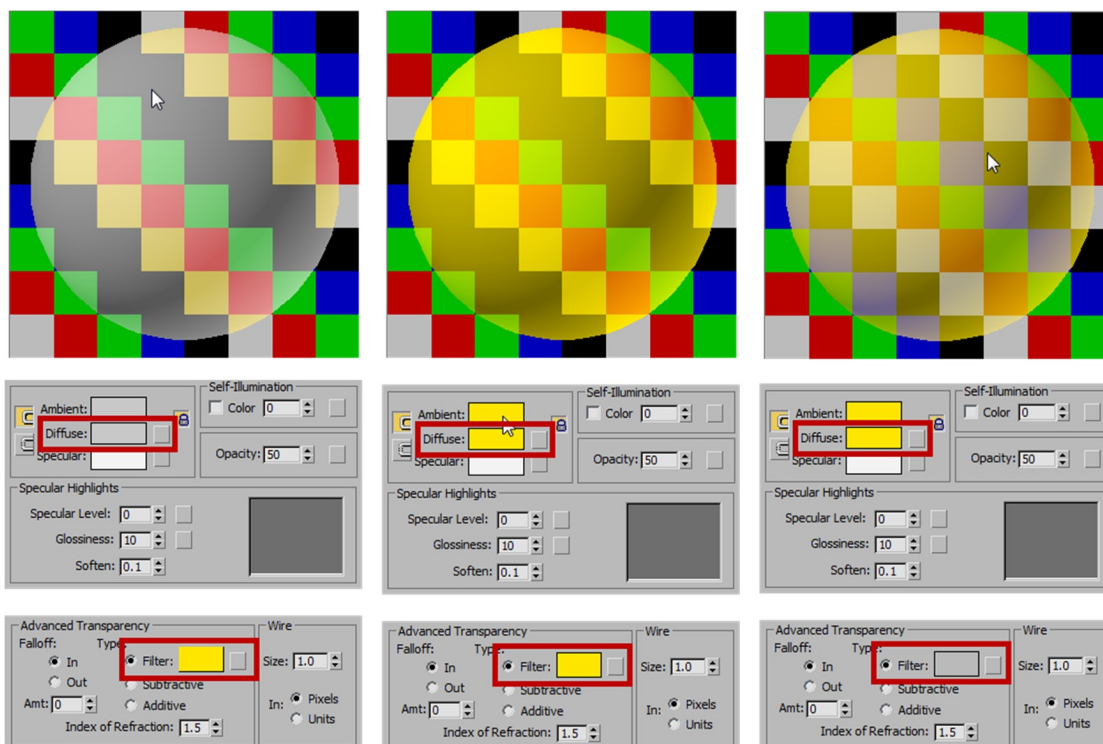 Self-Illumination
Ambient:
Color 0
Diffuse:
Specular:
Opacity: 50
Specular Highlights
Specular Level: 0
Glossiness: 10
Soften: 0.1
Self-Illumination
Ambient:
Color 0
Diffuse:
Specular:
Opacity: 50
Specular Highlights
Specular Level: 0
Glossiness: 10
Soften: 0.1
Self-Illumination
Ambient:
Color 0
Diffuse:
Specular:
Opacity: 50
Specular Highlights
Specular Level: 0
Glossiness: 10
Soften: 0.1
Advanced Transparency
Wire
Falloff: Type:
In Filter: Size: 1.0
Out Subtractive
Amt: 0 Additive In: Pixels
Units
Index of Refraction: 1.5
Advanced Transparency
Wire
Falloff: Type:
In Filter: Size: 1.0
Out Subtractive
Amt: 0 Additive In: Pixels
Units
Index of Refraction: 1.5
Advanced Transparency
Wire
Falloff: Type:
In Filter: Size: 1.0
Out Subtractive
Amt: 0 Additive In: Pixels
Units
Index of Refraction: 1.5